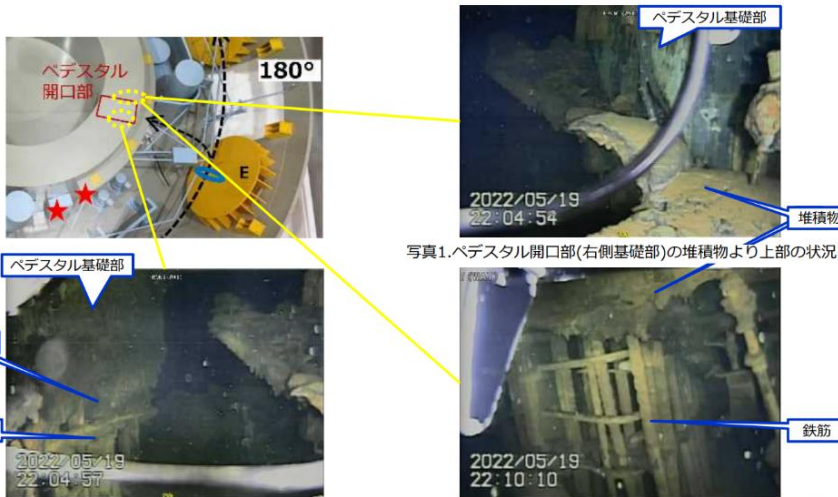 ペデスタル
開口部
180°
E
ペデスタル基礎部
2022/05/19
22:04:54
堆積物
写真1.ペデスタル開口部(右側基礎部)の堆積物より上部の状況
ペデスタル基礎部
2022/05/19
22:04:57
2022/05/19
22:10:10
鉄筋